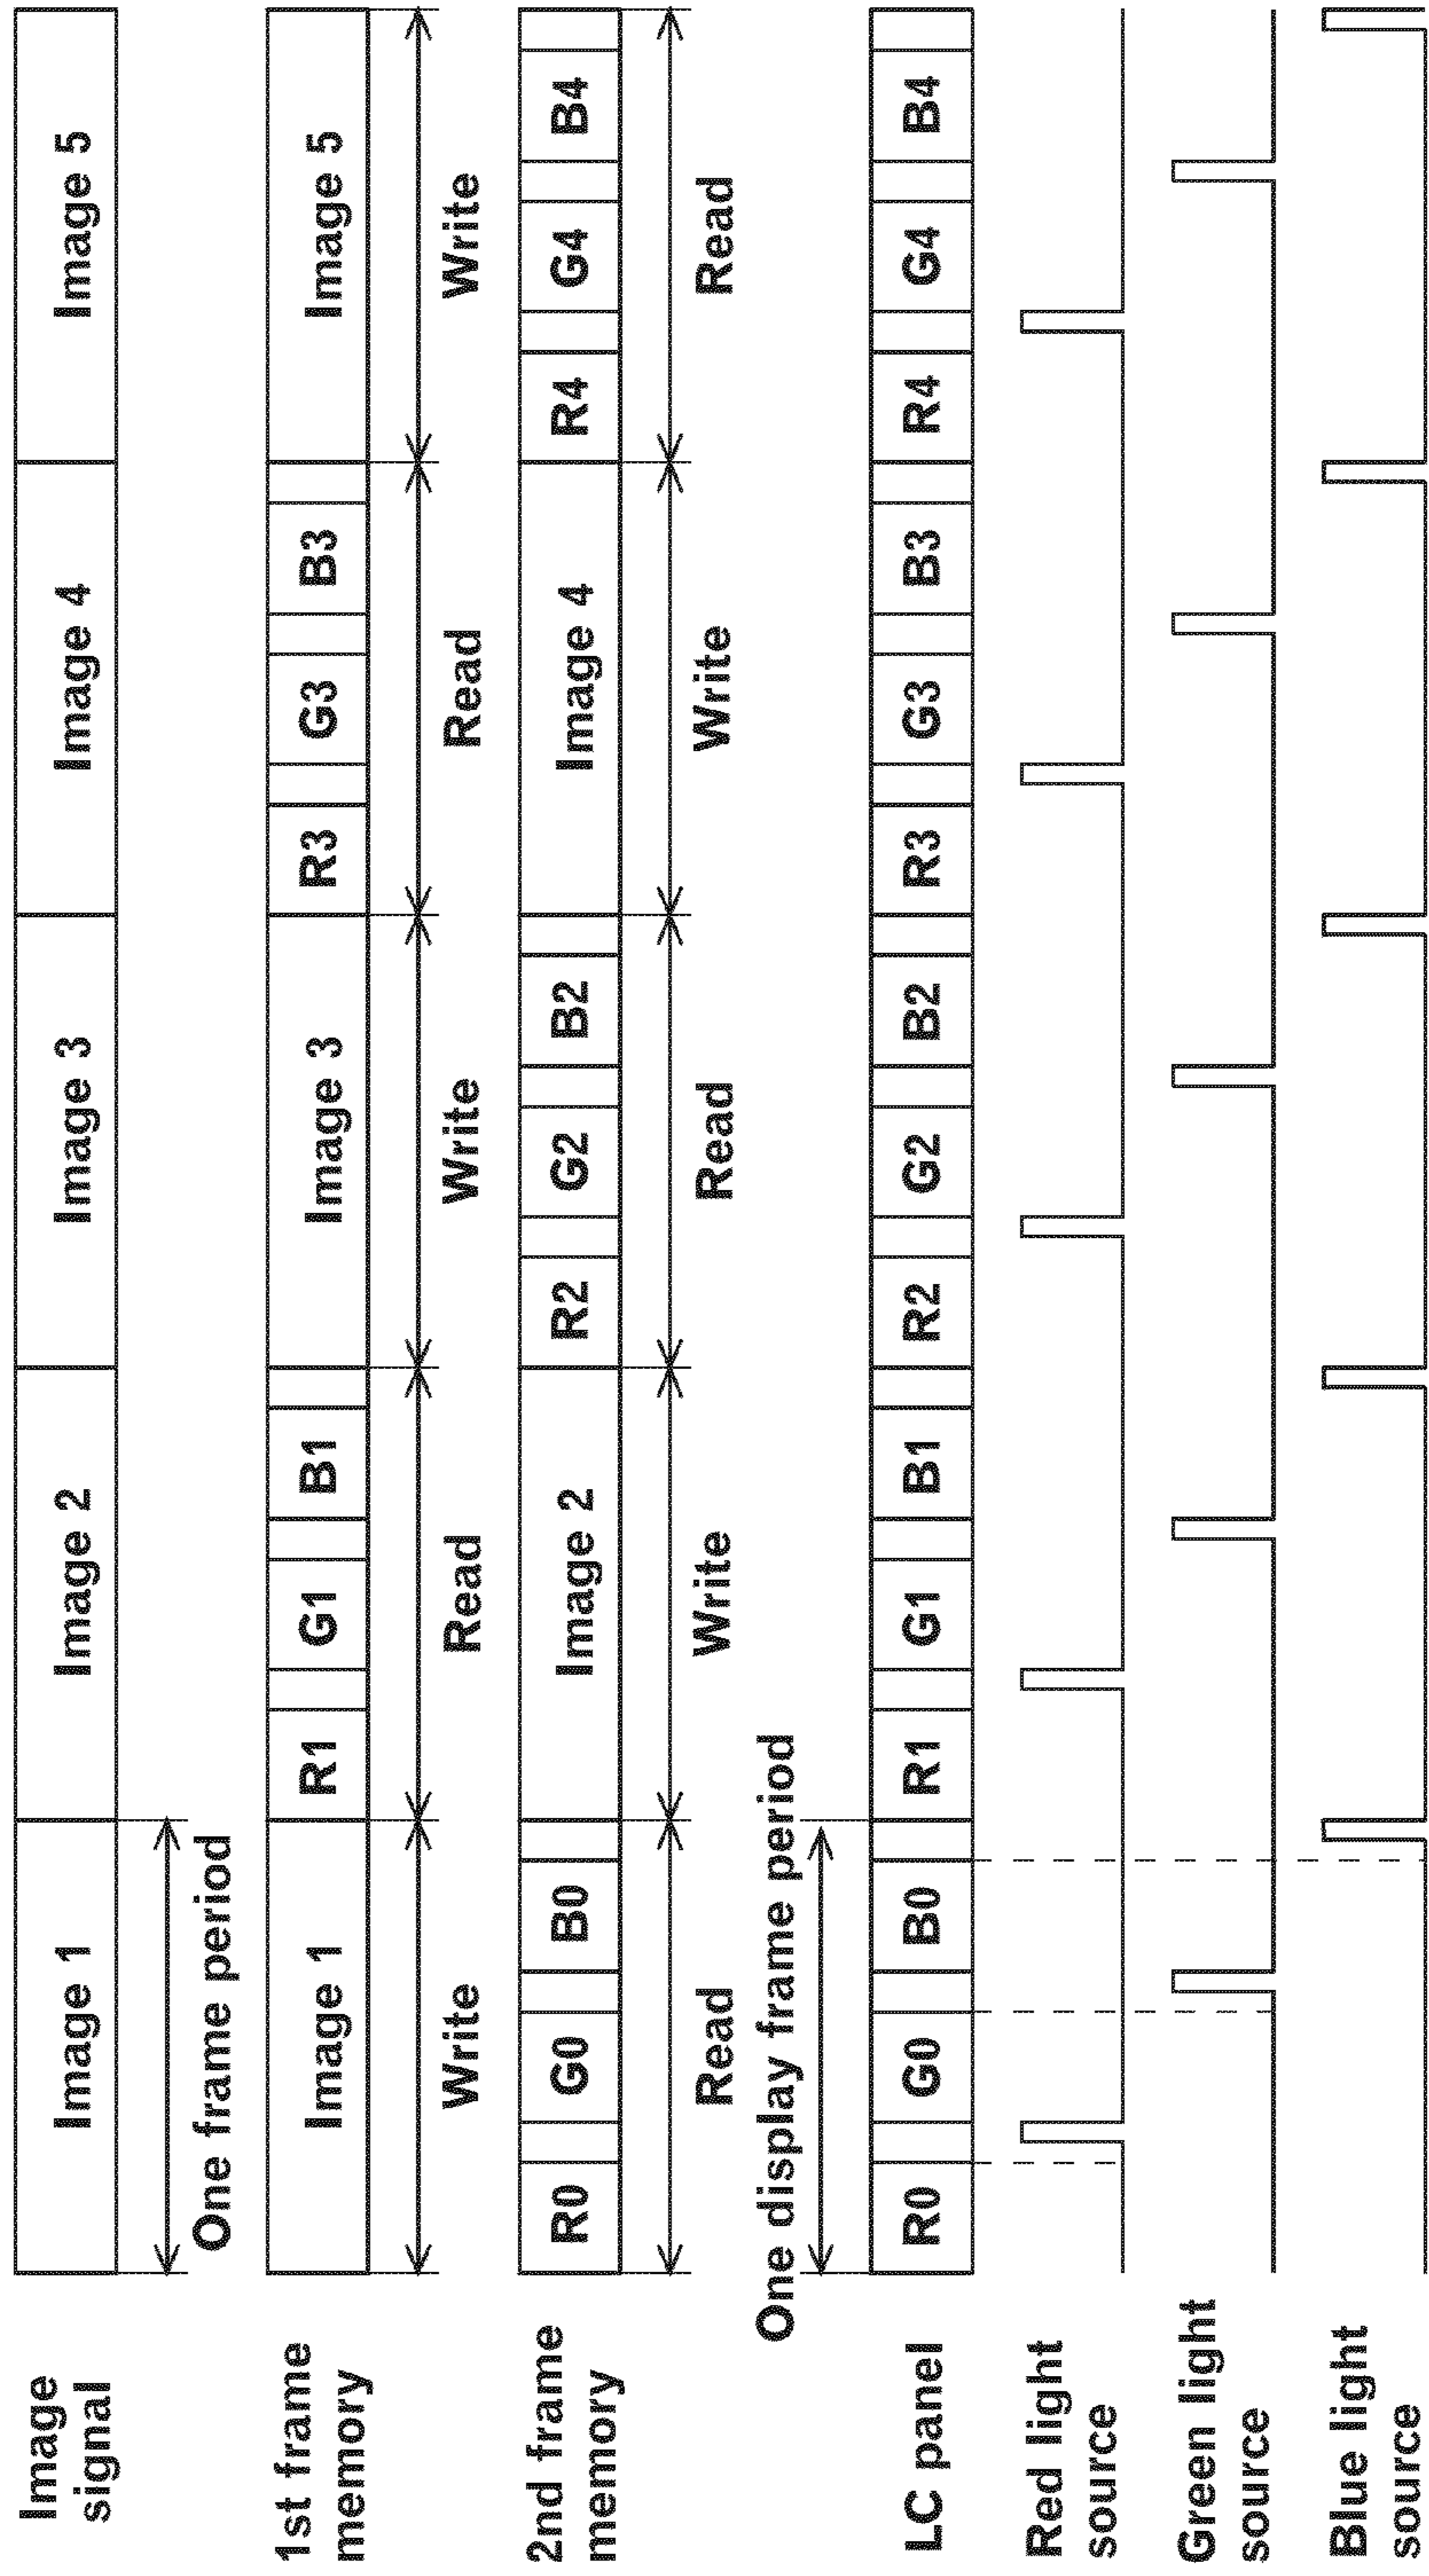 Image
signal
Image 1
Image 2
Image 3
Image 4
Image 5
One frame period
1st frame
memory
Image 1
R1
G1
B1
Image 3
R3
G3
B3
Image 5
Write
Read
Write
Read
Write
2nd frame
memory
R0
G0
B0
Image 2
R2
G2
B2
Image 4
R4
G4
B4
Read
Write
Read
Write
Read
One display frame period
LC panel
R0
G0
B0
R1
G1
B1
R2
G2
B2
R3
G3
B3
R4
G4
B4
Red light
source
Green light
source
Blue light
source